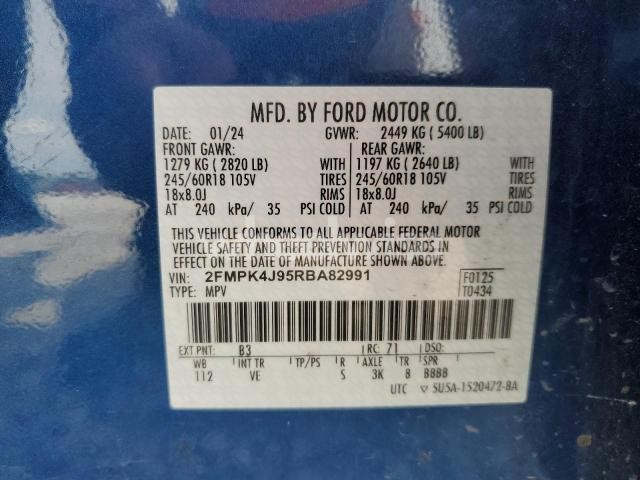 MFD. BY FORD MOTOR CO.
DATE: 01/24 GVWR: 2449 KG ( 5400 LB)
FRONT GAWR: REAR GAWR:
1279 KG ( 2820 LB) WITH 1197 KG ( 2640 LB) WITH
245/60R18 105V TIRES 245/60R18 105V TIRES
18x8.0J RIMS 18x8.0J RIMS
AT 240 kPa/ 35 PSI COLD AT 240 kPa/ 35 PSI COLD
THIS VEHICLE CONFORMS TO ALL APPLICABLE FEDERAL MOTOR
VEHICLE SAFETY AND THEFT PREVENTION STANDARDS IN
EFFECT ON THE DATE OF MANUFACTURE SHOWN ABOVE.
VIN: 2FMPK4J95RBA82991 F0125
TYPE: MPV T0434
EXT PNT: B3 RC: 71 DSO:
WB INT TR TP/PS R AXLE TR SPR
112 VE S 3K 8 BBBB
UTC 5U5A-1520472-BA